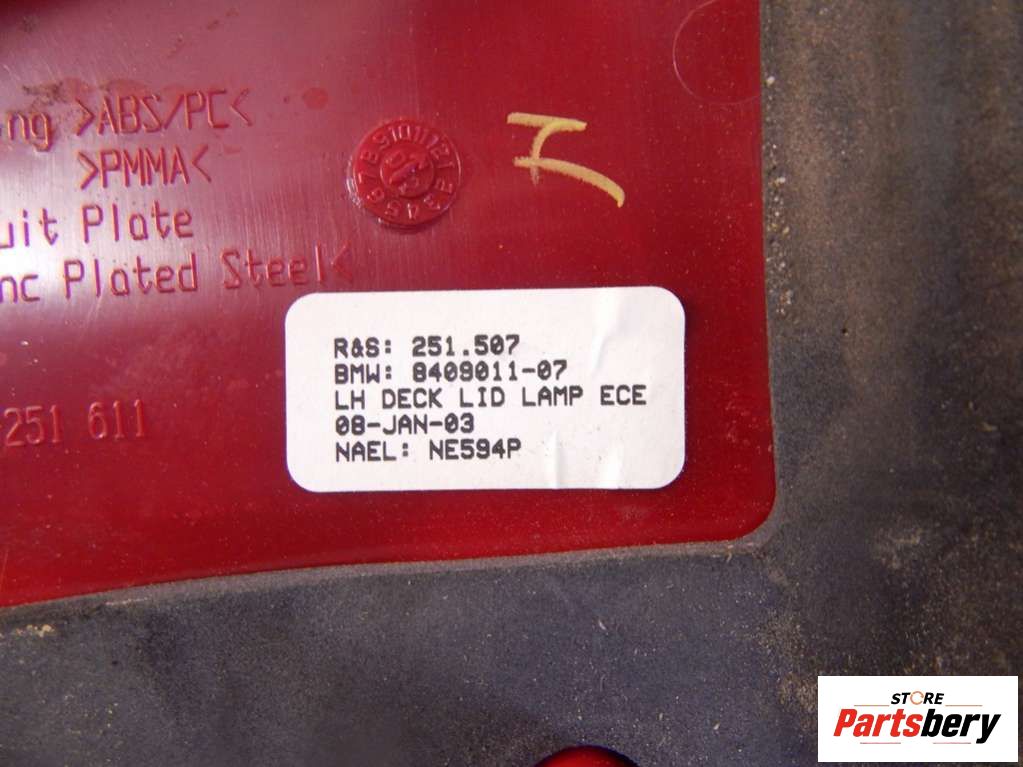 ng >ABS/PC<
>PMMA<
uit Plate
nc Plated Steel<
R&S: 251.507
BMW: 8409011-07
LH DECK LID LAMP ECE
08-JAN-03
NAEL: NE594P
251 611
STORE
Partsbery